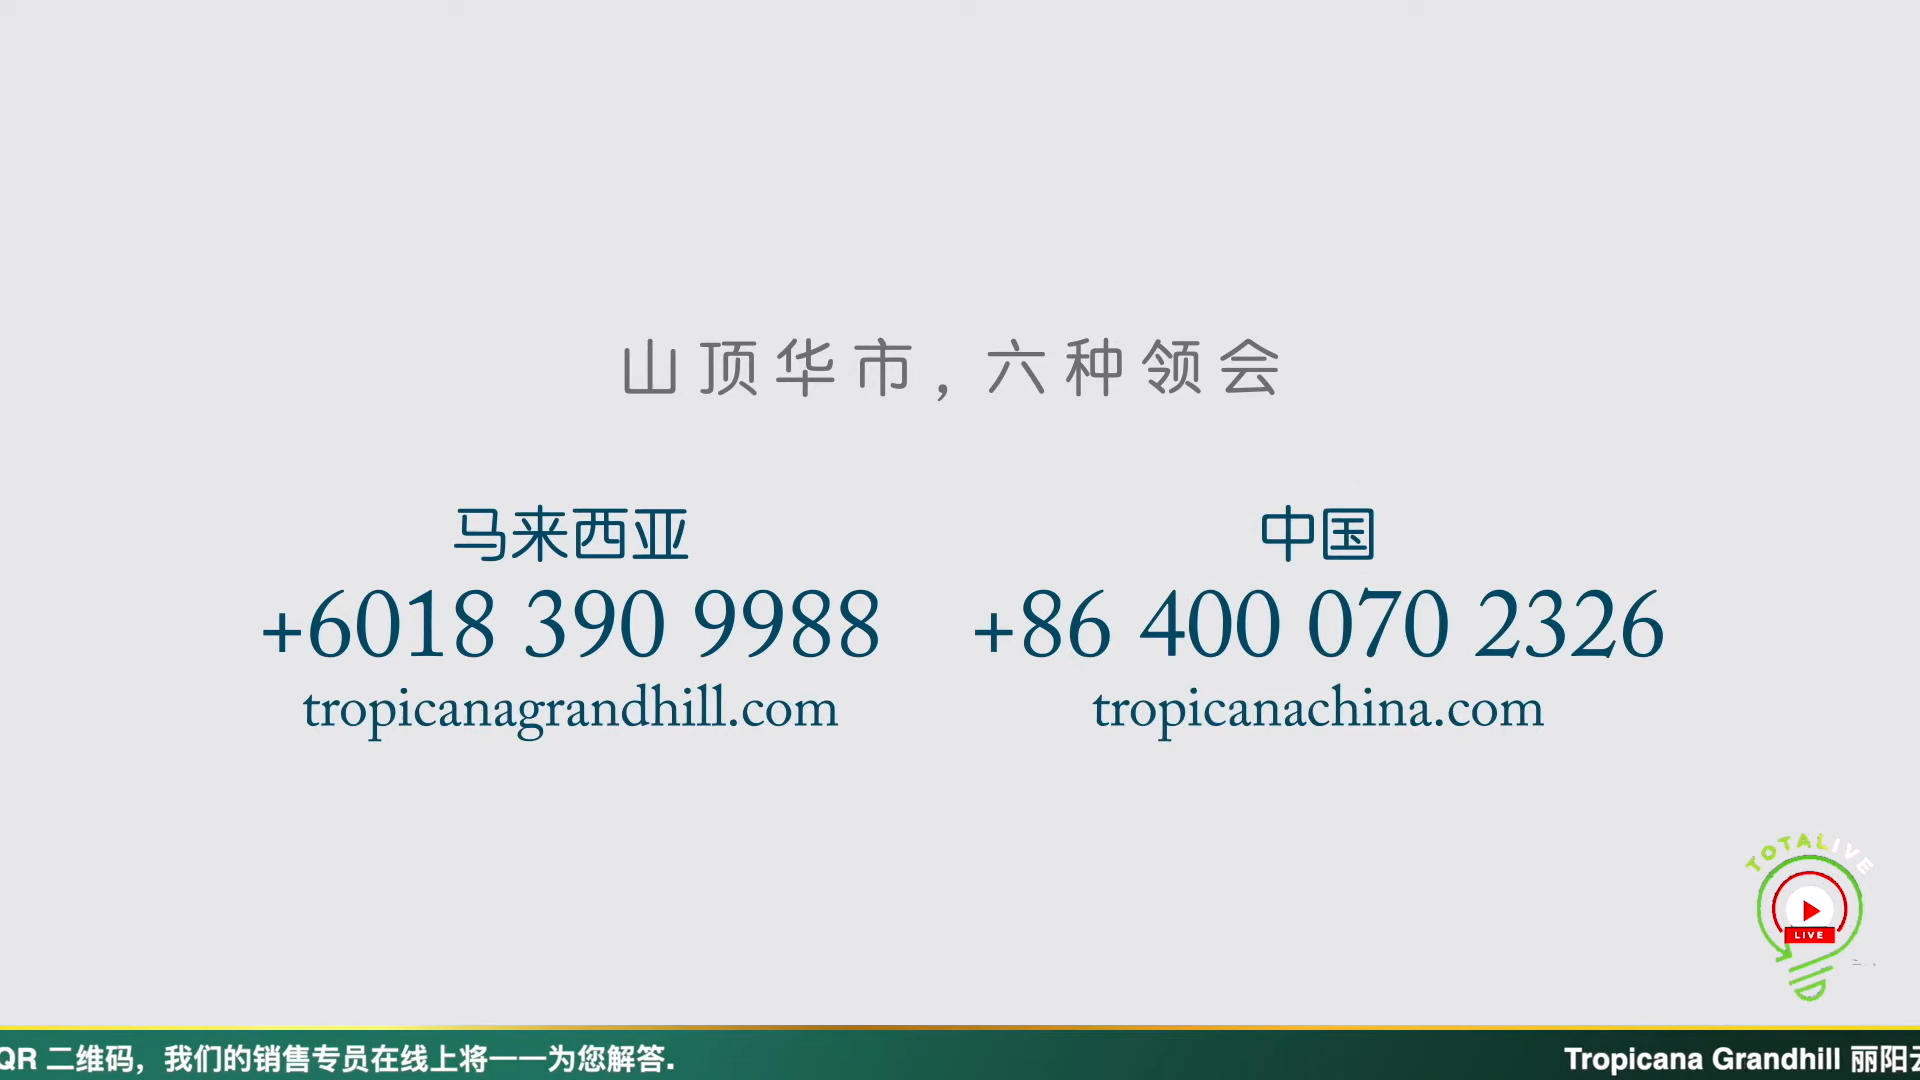 山顶华市，六种领会
马来西亚
+6018 390 9988
tropicanagrandhill.com
中国
+86 400 070 2326
tropicanachina.com
TOTALIVE
LIVE
QR 二维码，我们的销售专员在线上将一一为您解答.
Tropicana Grandhill 丽阳云